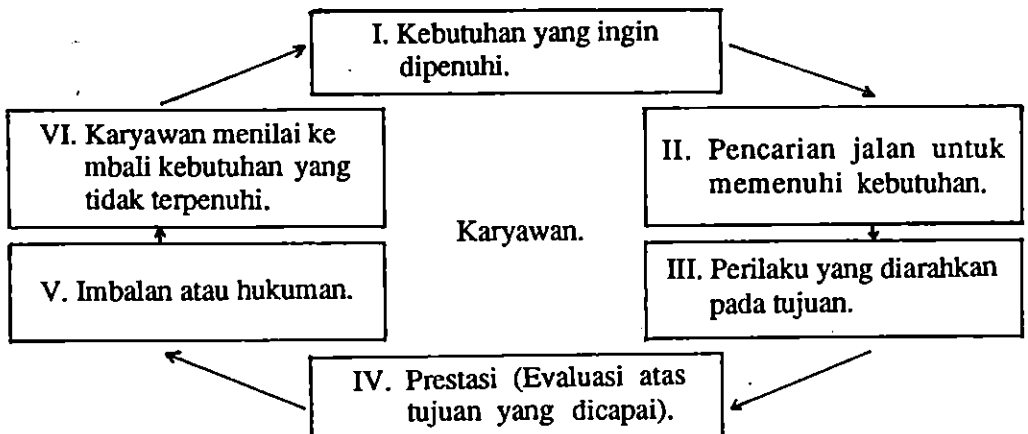 I. Kebutuhan yang ingin
dipenuhi.
II. Pencarian jalan untuk
memenuhi kebutuhan.
III. Perilaku yang diarahkan
pada tujuan.
IV. Prestasi (Evaluasi atas
tujuan yang dicapai).
V. Imbalan atau hukuman.
VI. Karyawan menilai ke
mbali kebutuhan yang
tidak terpenuhi.
Karyawan.